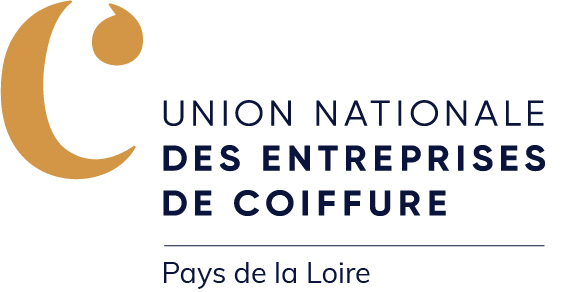 C
UNION NATIONALE
DES ENTREPRISES
DE COIFFURE
Pays de la Loire